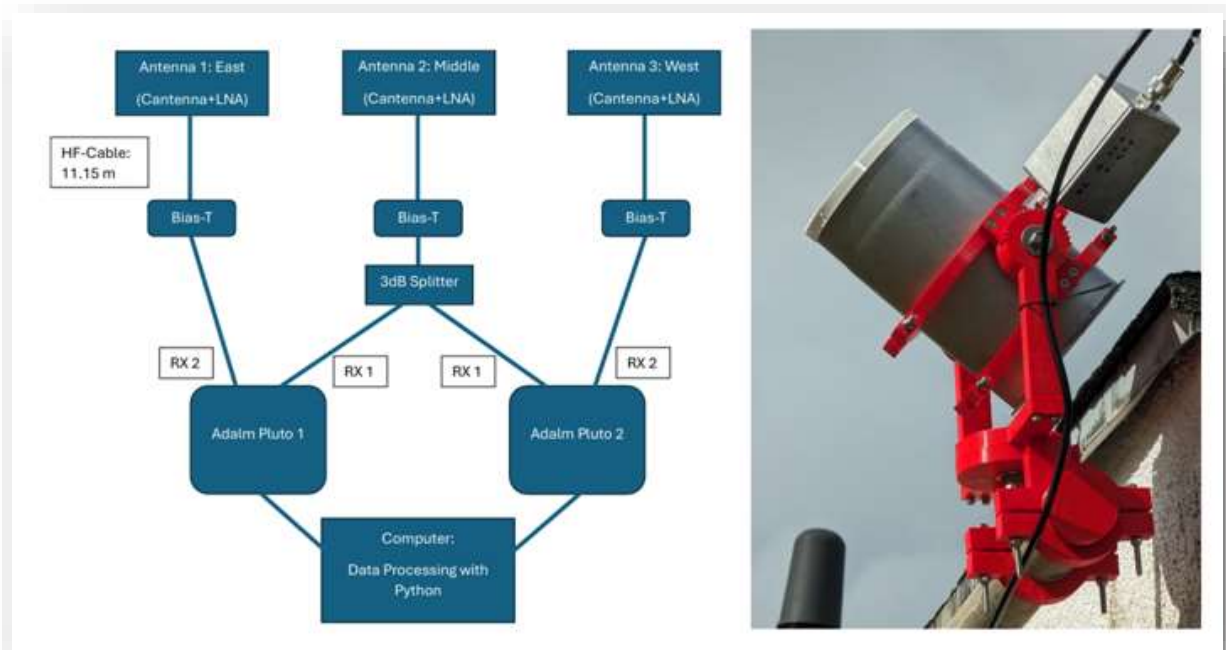 Antenna 1: East
(Cantenna+LNA)
Antenna 2: Middle
(Cantenna+LNA)
Antenna 3: West
(Cantenna+LNA)
HF-Cable:
11.15 m
Bias-T
Bias-T
Bias-T
3dB Splitter
RX 2
RX 1
RX 1
RX 2
Adalm Pluto 1
Adalm Pluto 2
Computer:
Data Processing with
Python